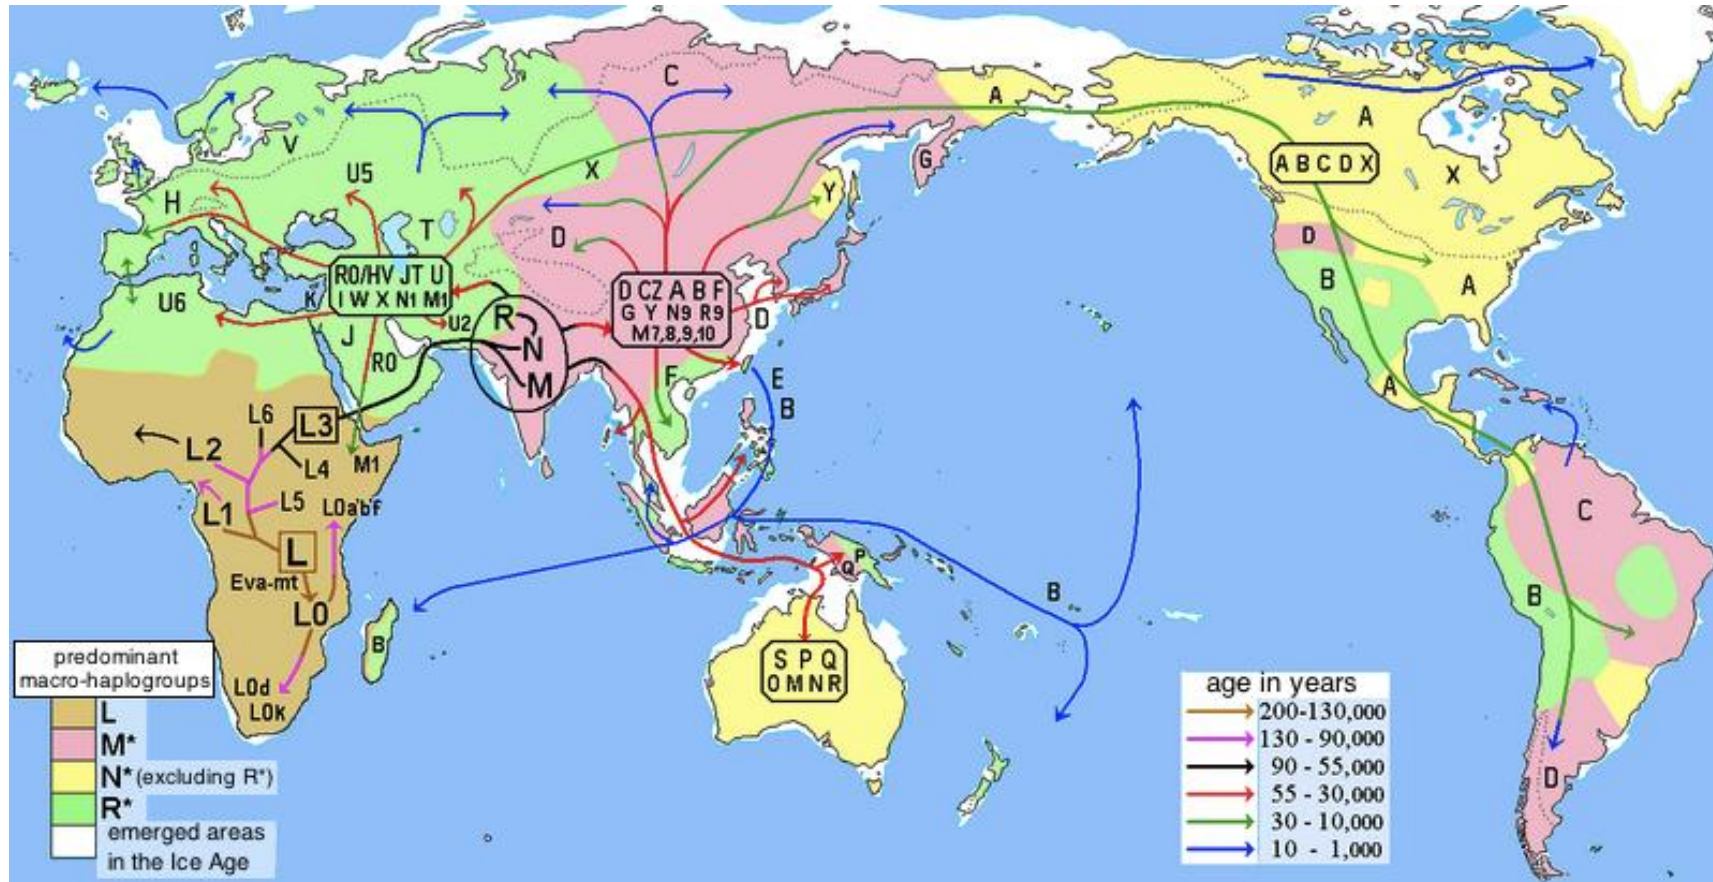 C
A
A
V
X
U5
H
T
Y
G
D
A B C D X
X
D
B
A
R0/HV JT U
I W X N1 M1
K
U6
J
R0
U2
R
N
M
D CZ A B F
G Y N9 R9
M7,8,9,10
D
F
E
B
A
L3
L6
L2
L4
M1
L5
L1
L0a'b'f
L
Eva-mt
L0
L0d
L0k
B
P
Q
S P Q
O M N R
B
C
B
D
predominant
macro-haplogroups
L
M*
N* (excluding R*)
R*
emerged areas
in the Ice Age
age in years
200-130,000
130 - 90,000
90 - 55,000
55 - 30,000
30 - 10,000
10 - 1,000